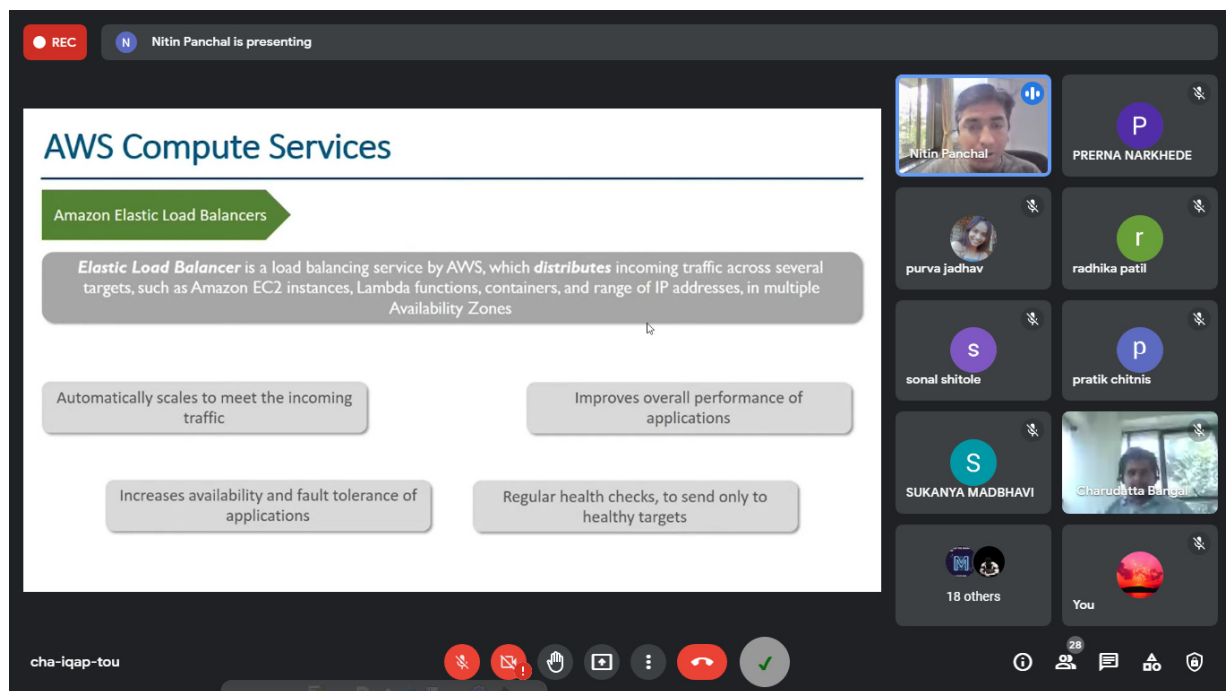 REC
N
Nitin Panchal is presenting
AWS Compute Services
Amazon Elastic Load Balancers
Elastic Load Balancer is a load balancing service by AWS, which distributes incoming traffic across several
targets, such as Amazon EC2 instances, Lambda functions, containers, and range of IP addresses, in multiple
Availability Zones
Automatically scales to meet the incoming
traffic
Improves overall performance of
applications
Increases availability and fault tolerance of
applications
Regular health checks, to send only to
healthy targets
Nitin Panchal
P
PRERNA NARKHEDE
purva jadhav
r
radhika patil
s
sonal shitole
p
pratik chitnis
S
SUKANYA MADBHAVI
Charudatta Bangal
M
18 others
You
cha-iqap-tou
!
28